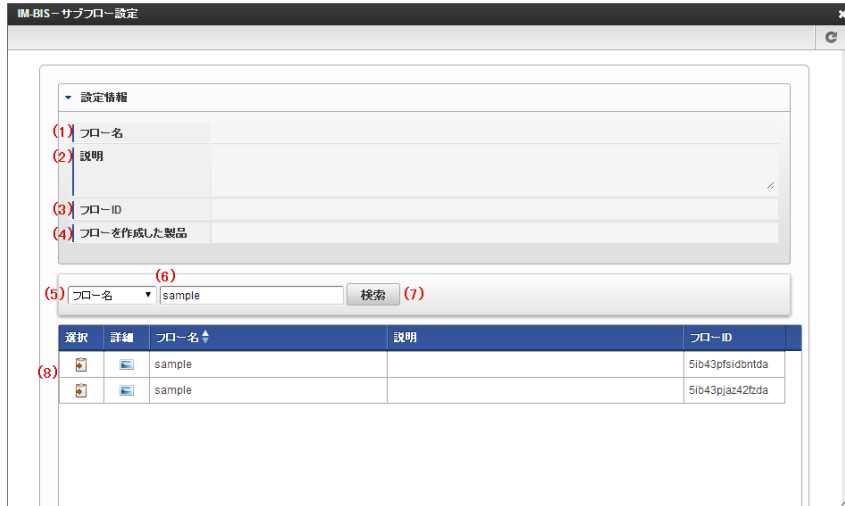 IM-BIS－サブフロー設定
設定情報
(1) フロー名
(2) 説明
(3) フローID
(4) フローを作成した製品
(6)
(5) フロー名 sample 検索 (7)
選択 詳細 フロー名 説明 フローID
sample 5ib43pfsidbntda
(8)
sample 5ib43pjaz42fzda